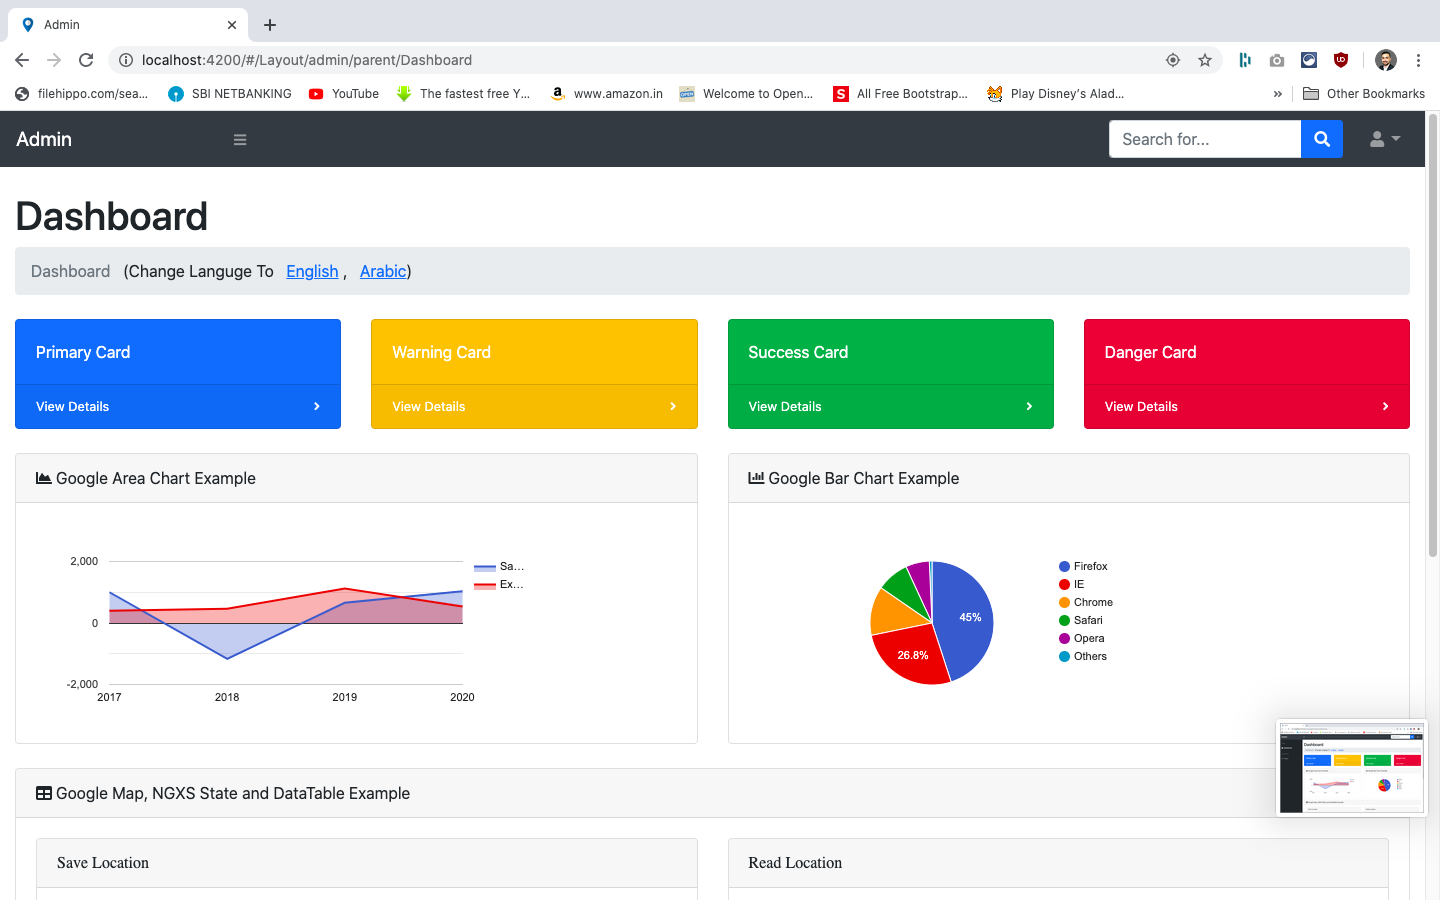 Admin
localhost:4200/#/Layout/admin/parent/Dashboard
filehippo.com/sea... SBI NETBANKING YouTube The fastest free Y... www.amazon.in Welcome to Open... All Free Bootstrap... Play Disney's Alad... » Other Bookmarks
Admin Search for...
Dashboard
Dashboard (Change Languge To English , Arabic)
Primary Card
View Details
Warning Card
View Details
Success Card
View Details
Danger Card
View Details
Google Area Chart Example
2,000
0
-2,000
2017 2018 2019 2020
Sa...
Ex...
Google Bar Chart Example
45%
26.8%
Firefox
IE
Chrome
Safari
Opera
Others
Google Map, NGXS State and DataTable Example
Save Location
Read Location
Dashboard